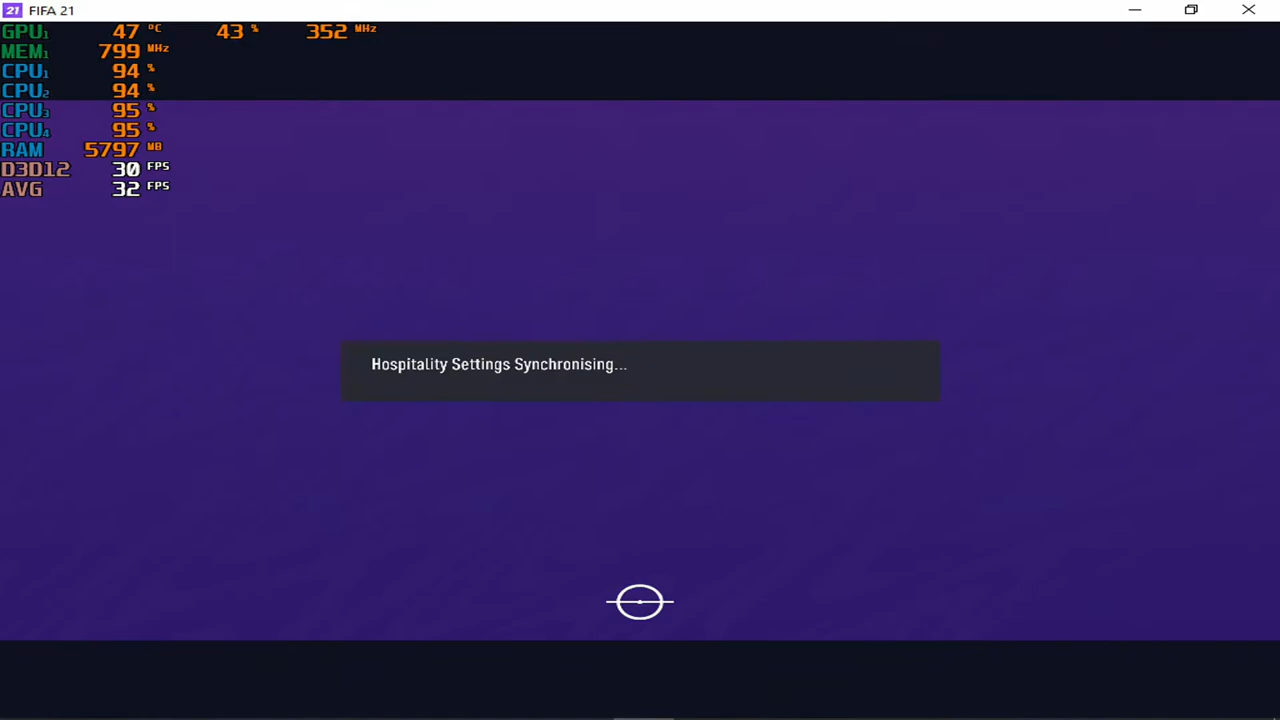 21 FIFA 21
GPU1 47 °C 43 % 352 MHz
MEM1 799 MHz
CPU1 94 %
CPU2 94 %
CPU3 95 %
CPU4 95 %
RAM 5797 MB
D3D12 30 FPS
AVG 32 FPS
Hospitality Settings Synchronising...